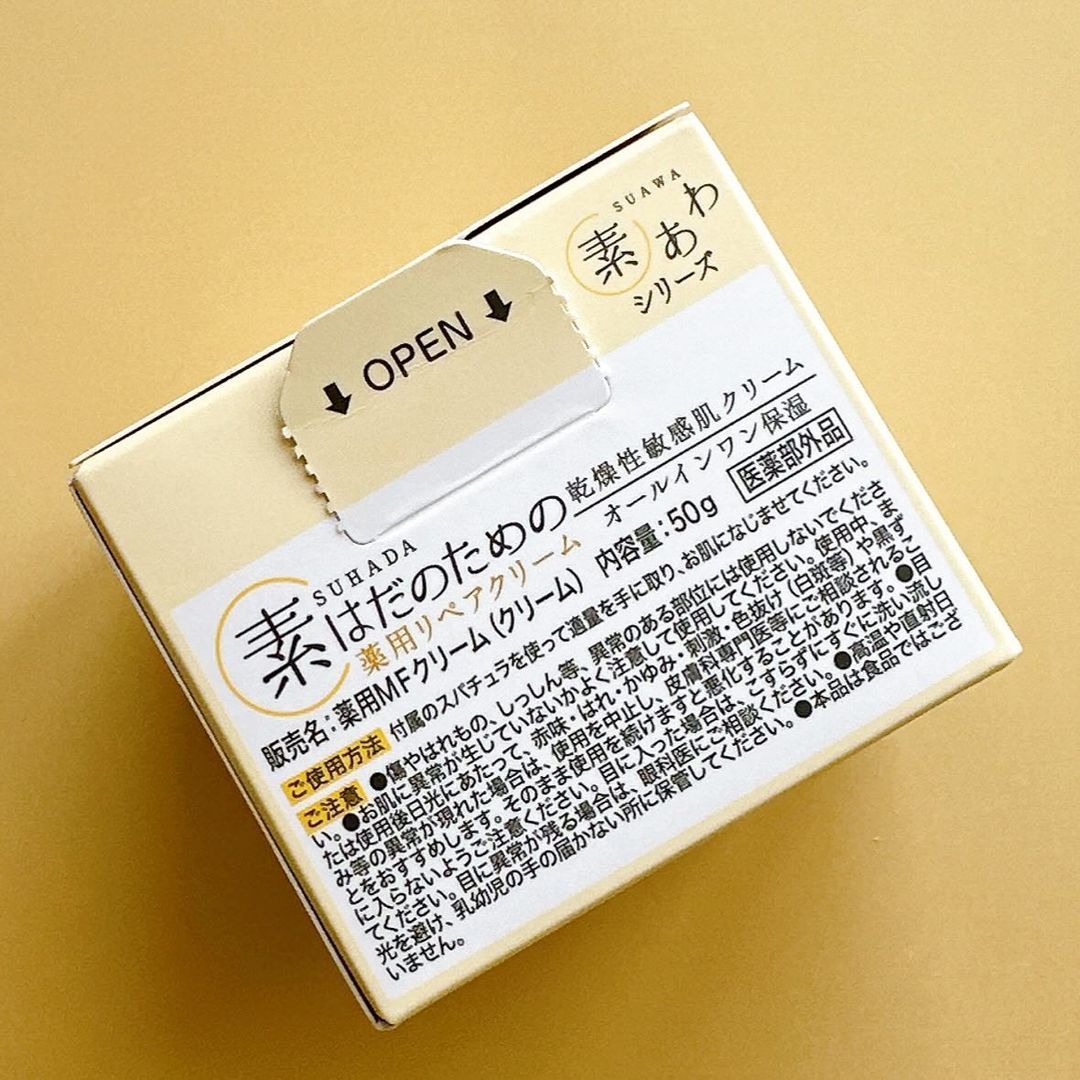 SUAWA
素あわ
シリーズ
OPEN
SUHADA
素はだのための
乾燥性敏感肌クリーム
オールインワン保湿
薬用リペアクリーム
販売名：薬用MFクリーム(クリーム) 内容量：50g 医薬部外品
ご使用方法 付属のスパチュラを使って適量を手に取り、お肌になじませてください。
ご注意 ●傷やはれもの、しっしん等、異常のある部位には使用しないでくださ
い。●お肌に異常が生じていないかよく注意して使用してください。使用中、ま
たは使用後日光にあたって、赤味・はれ・かゆみ・刺激・色抜け(白斑等)や黒ず
み等の異常が現れた場合は、使用を中止し、皮膚科専門医等にご相談されるこ
とをおすすめします。そのまま使用を続けますと悪化することがあります。●目
に入らないようご注意ください。目に入った場合は、こすらずにすぐに洗い流し
てください。目に異常が残る場合は、眼科医にご相談ください。●高温や直射日
光を避け、乳幼児の手の届かない所に保管してください。●本品は食品ではござ
いません。